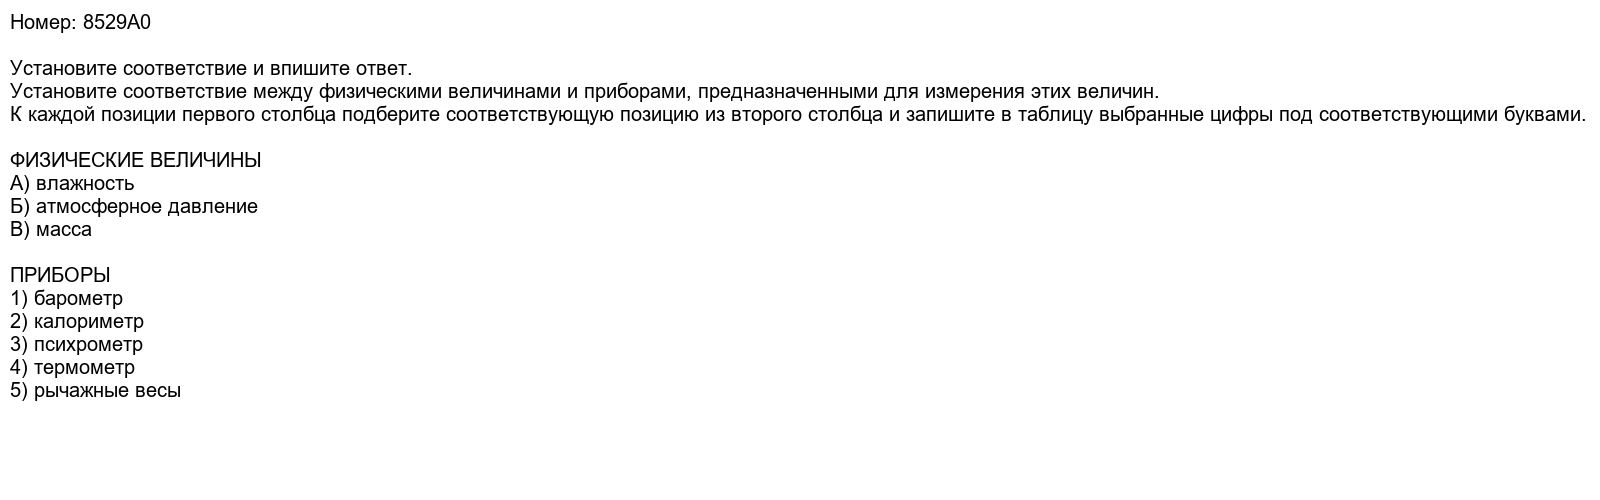 Номер: 8529A0
Установите соответствие и впишите ответ.
Установите соответствие между физическими величинами и приборами, предназначенными для измерения этих величин.
К каждой позиции первого столбца подберите соответствующую позицию из второго столбца и запишите в таблицу выбранные цифры под соответствующими буквами.
ФИЗИЧЕСКИЕ ВЕЛИЧИНЫ
А) влажность
Б) атмосферное давление
В) масса
ПРИБОРЫ
1) барометр
2) калориметр
3) психрометр
4) термометр
5) рычажные весы